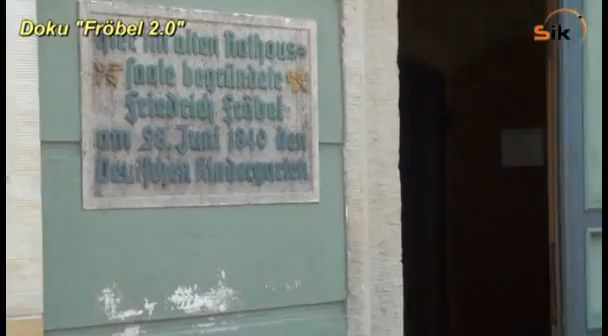 Doku "Fröbel 2.0"
Sik
Hier im alten Rathaus=
saale begründete
Friedrich Fröbel
am 28. Juni 1840 den
Deutschen Kindergarten